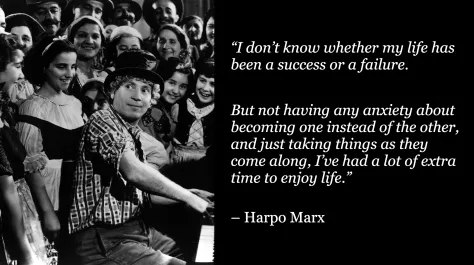 “I don’t know whether my life has
been a success or a failure.
But not having any anxiety about
becoming one instead of the other,
and just taking things as they
come along, I’ve had a lot of extra
time to enjoy life.”
– Harpo Marx